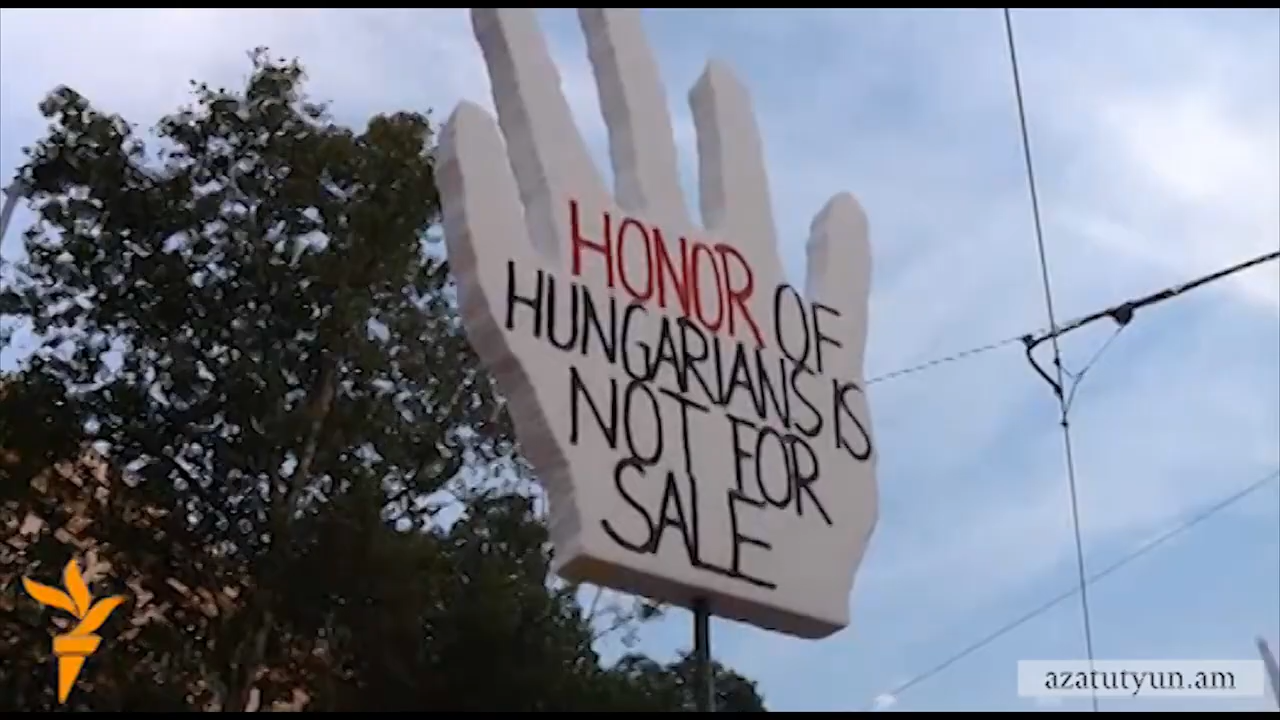 HONOR OF
HUNGARIANS IS
NOT FOR
SALE
azatutyun.am